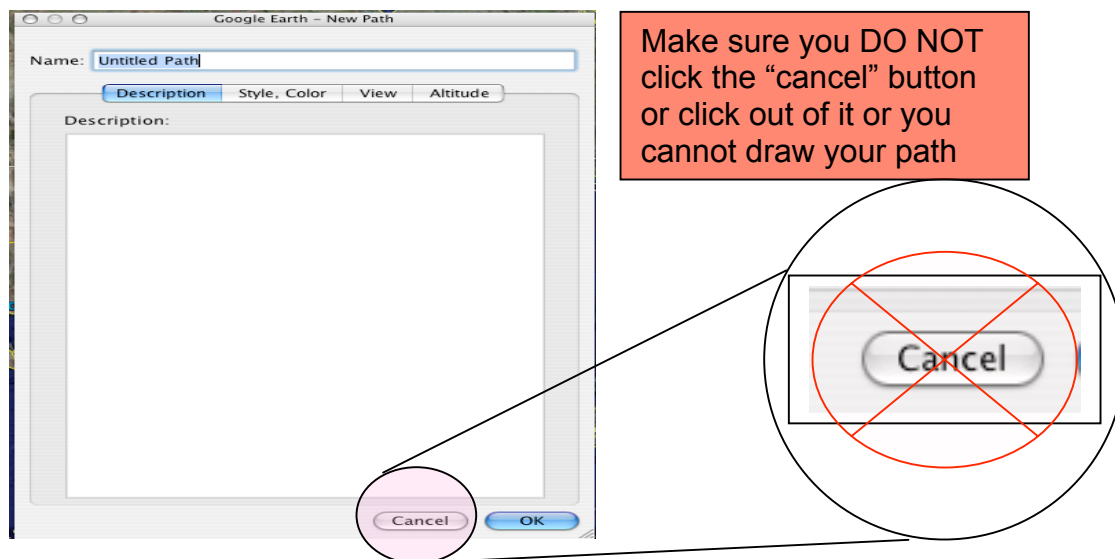 Google Earth – New Path
Name: Untitled Path
Description Style, Color View Altitude
Description:
Cancel OK
Make sure you DO NOT
click the “cancel” button
or click out of it or you
cannot draw your path
Cancel